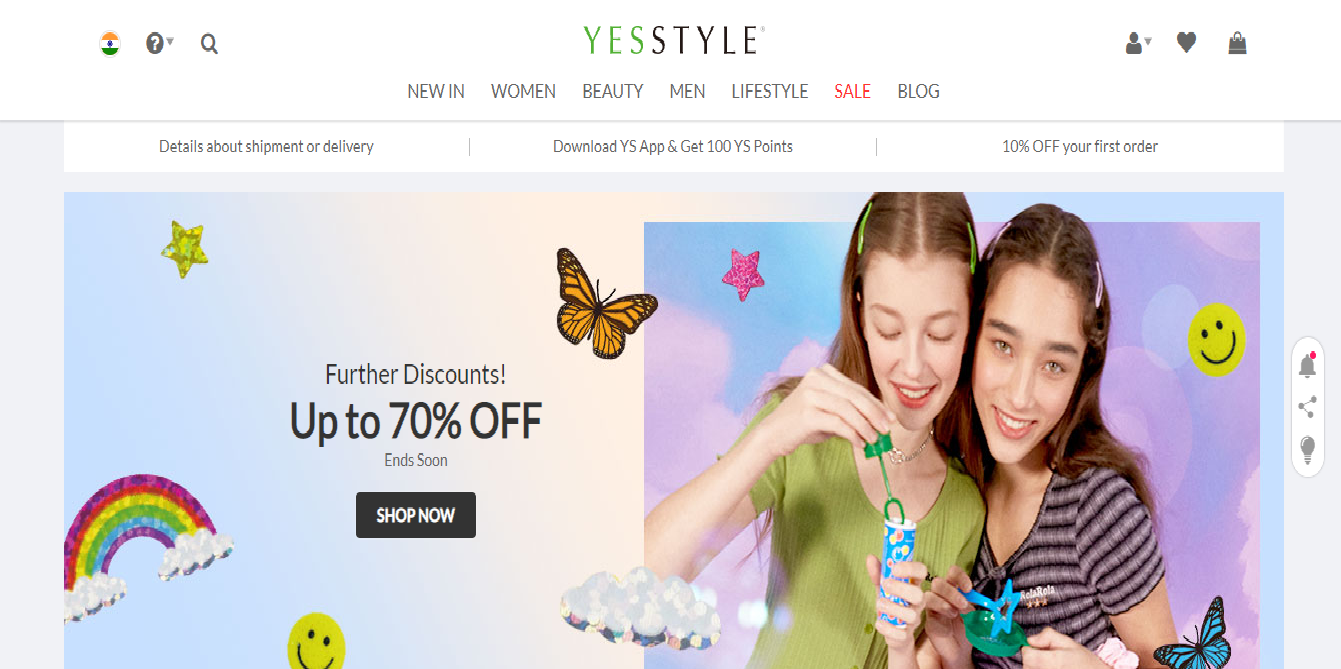 YESSTYLE®
NEW IN WOMEN BEAUTY MEN LIFESTYLE SALE BLOG
Details about shipment or delivery
Download YS App & Get 100 YS Points
10% OFF your first order
Further Discounts!
Up to 70% OFF
Ends Soon
SHOP NOW
RolaRola